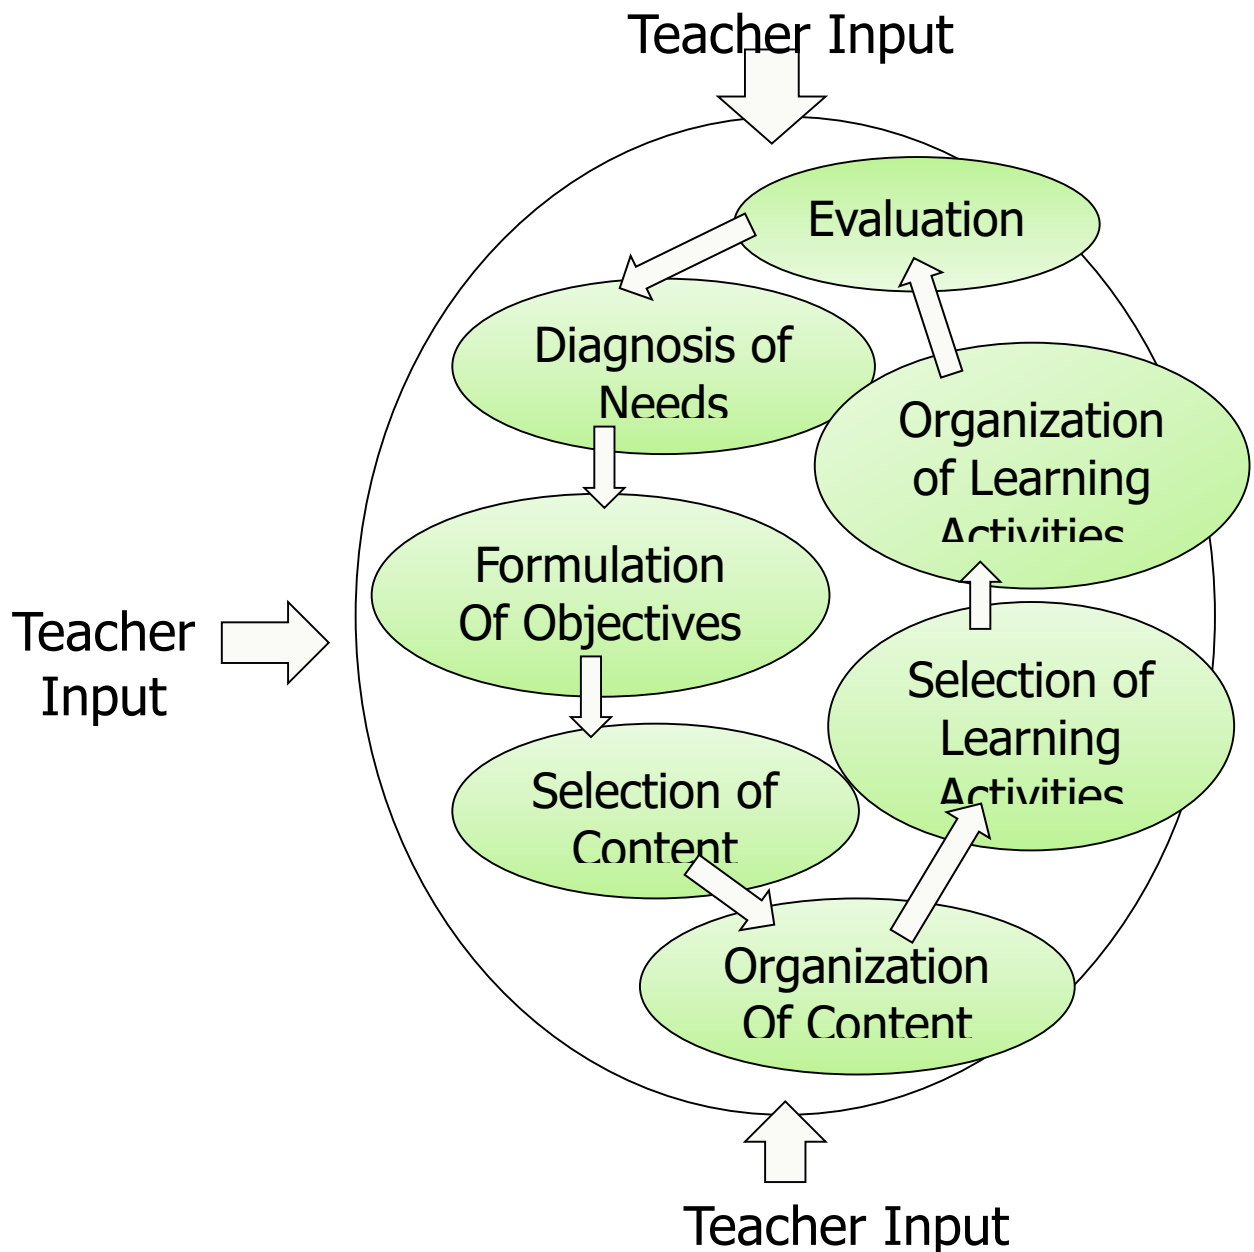 Teacher Input
Evaluation
Diagnosis of
Needs
Organization
of Learning
Activities
Formulation
Of Objectives
Teacher
Input
Selection of
Learning
Activities
Selection of
Content
Organization
Of Content
Teacher Input